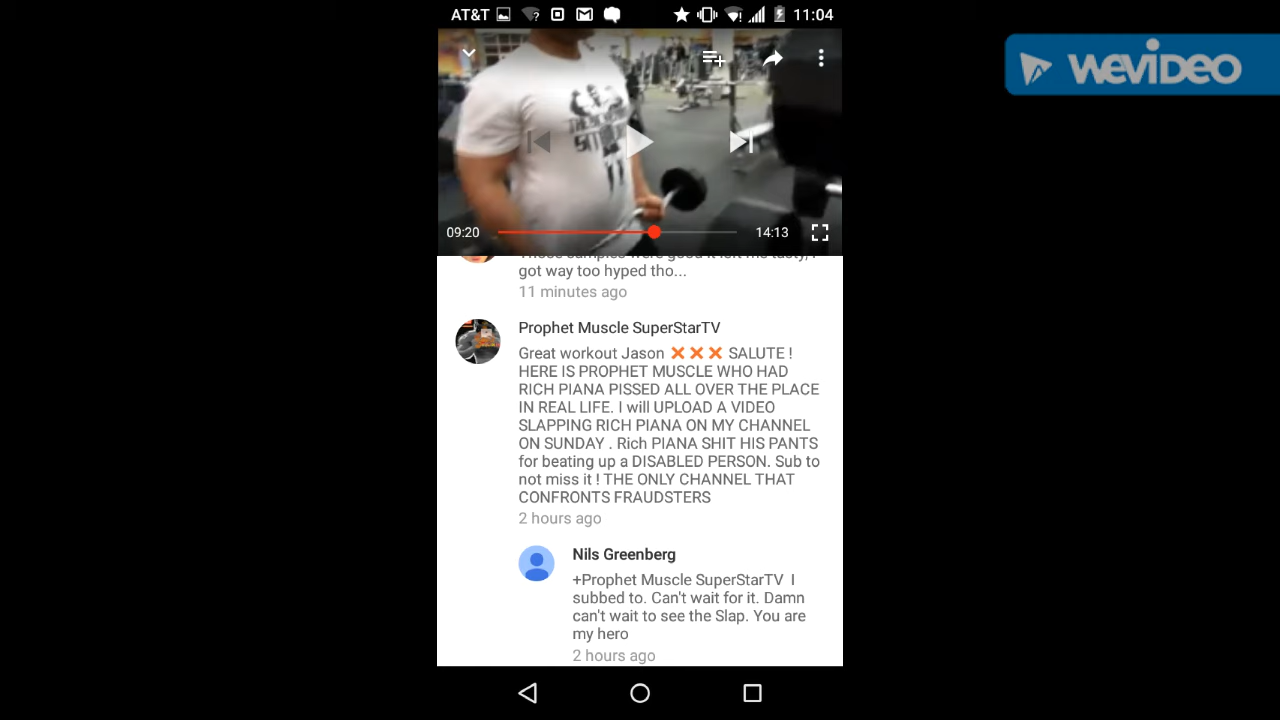 AT&T
11:04
WEVIDEO
09:20
14:13
got way too hyped tho...
11 minutes ago
Prophet Muscle SuperStarTV
Great workout Jason ❌❌❌ SALUTE !
HERE IS PROPHET MUSCLE WHO HAD
RICH PIANA PISSED ALL OVER THE PLACE
IN REAL LIFE. I will UPLOAD A VIDEO
SLAPPING RICH PIANA ON MY CHANNEL
ON SUNDAY . Rich PIANA SHIT HIS PANTS
for beating up a DISABLED PERSON. Sub to
not miss it ! THE ONLY CHANNEL THAT
CONFRONTS FRAUDSTERS
2 hours ago
Nils Greenberg
+Prophet Muscle SuperStarTV I
subbed to. Can't wait for it. Damn
can't wait to see the Slap. You are
my hero
2 hours ago